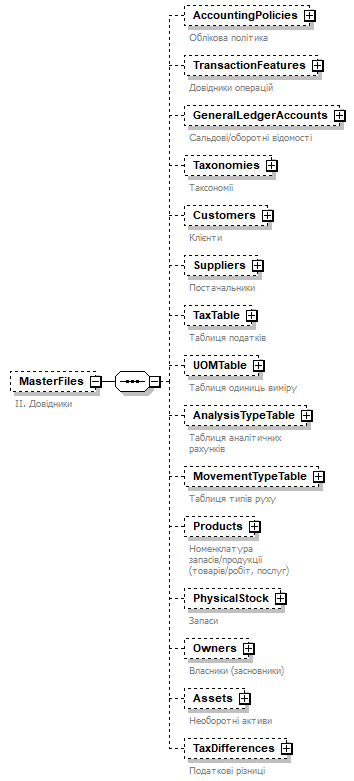 AccountingPolicies
Облікова політика
TransactionFeatures
Довідники операцій
GeneralLedgerAccounts
Сальдові/оборотні відомості
Taxonomies
Таксономії
Customers
Клієнти
Suppliers
Постачальники
TaxTable
Таблиця податків
UOMTable
Таблиця одиниць виміру
MasterFiles
II. Довідники
AnalysisTypeTable
Таблиця аналітичних
рахунків
MovementTypeTable
Таблиця типів руху
Products
Номенклатура
запасів/продукції
(товарів/робіт, послуг)
PhysicalStock
Запаси
Owners
Власники (засновники)
Assets
Необоротні активи
TaxDifferences
Податкові різниці